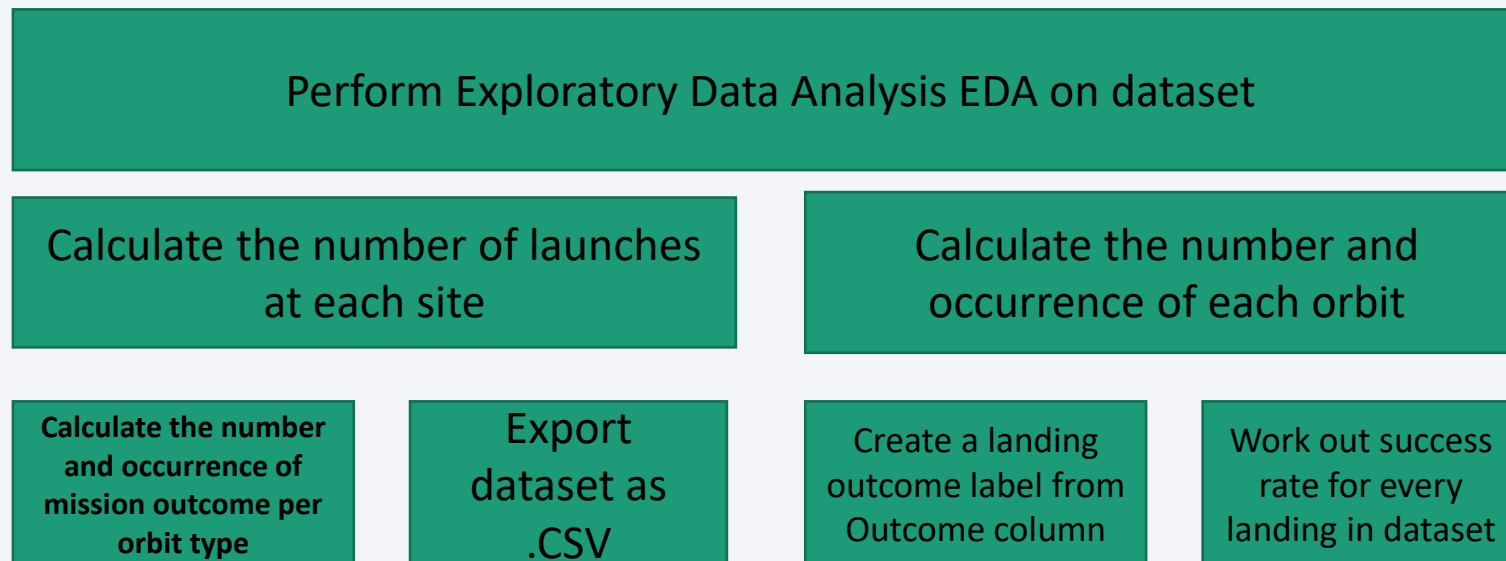 Perform Exploratory Data Analysis EDA on dataset
Calculate the number of launches
at each site
Calculate the number and
occurrence of each orbit
Calculate the number
and occurrence of
mission outcome per
orbit type
Export
dataset as
.CSV
Create a landing
outcome label from
Outcome column
Work out success
rate for every
landing in dataset